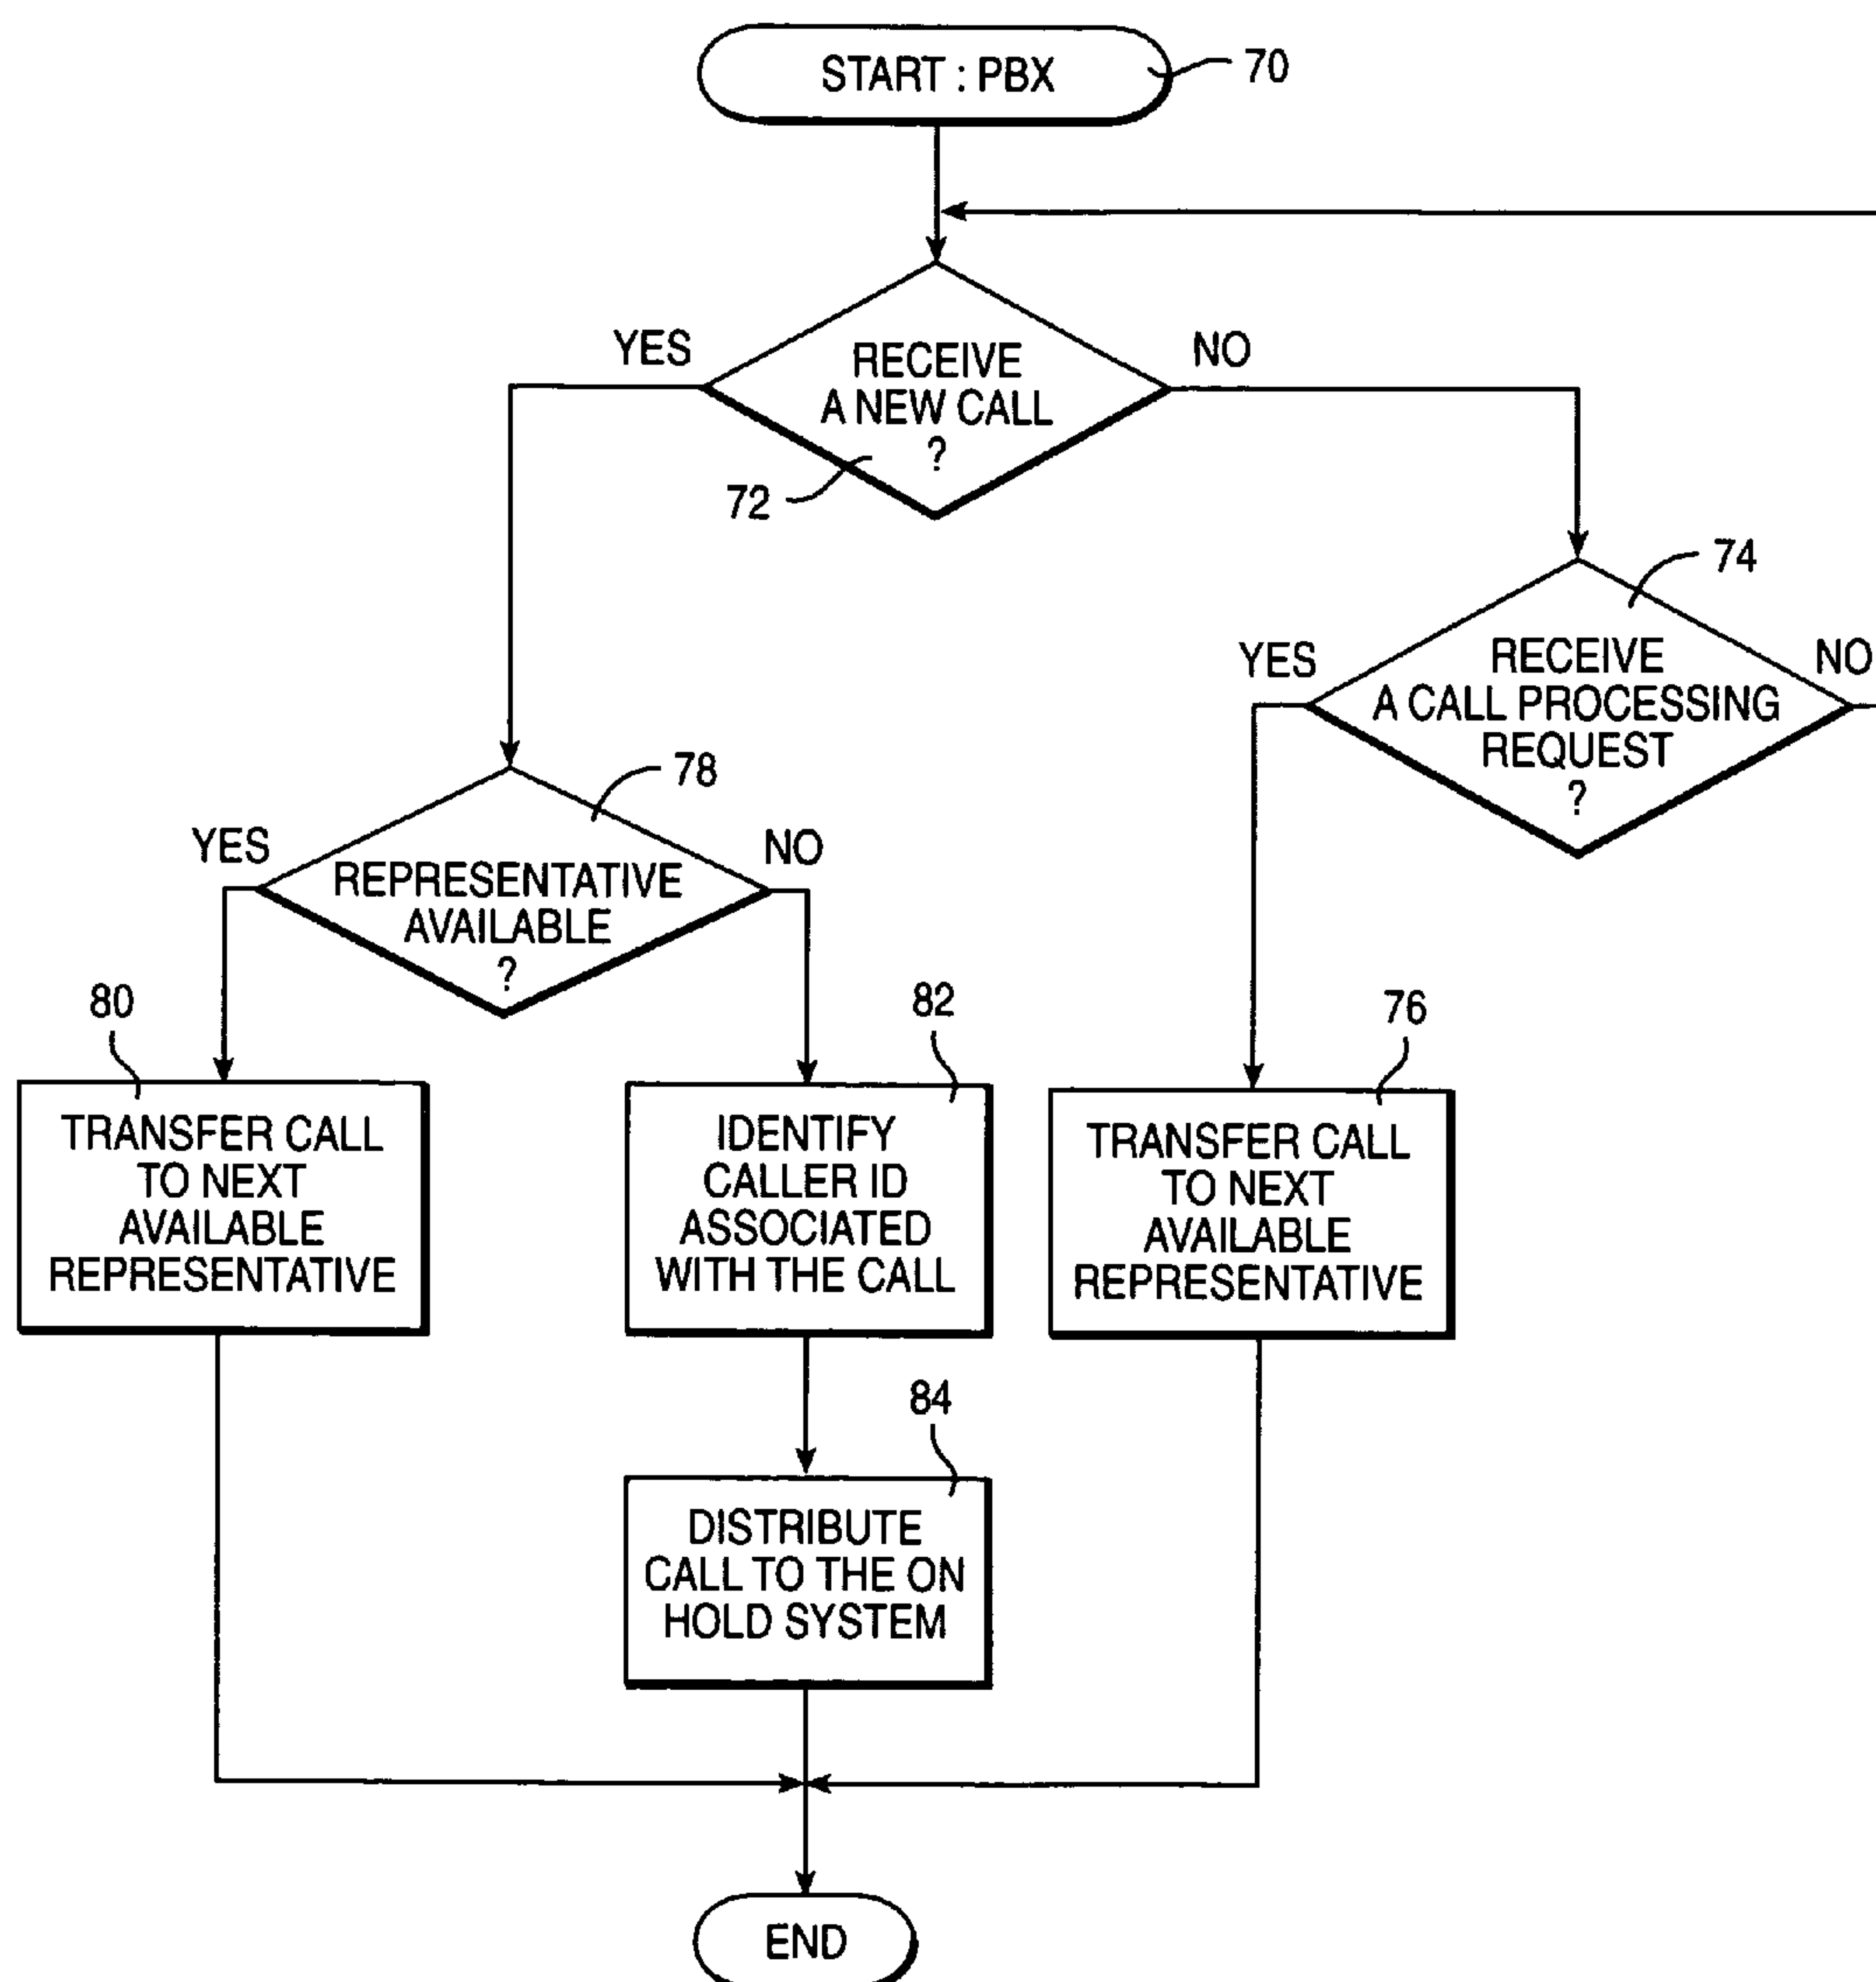 START : PBX
70
YES
RECEIVE
A NEW CALL
?
NO
72
74
YES
RECEIVE
A CALL PROCESSING
REQUEST
?
NO
78
YES
REPRESENTATIVE
AVAILABLE
?
NO
80
TRANSFER CALL
TO NEXT
AVAILABLE
REPRESENTATIVE
82
IDENTIFY
CALLER ID
ASSOCIATED
WITH THE CALL
76
TRANSFER CALL
TO NEXT
AVAILABLE
REPRESENTATIVE
84
DISTRIBUTE
CALL TO THE ON
HOLD SYSTEM
END